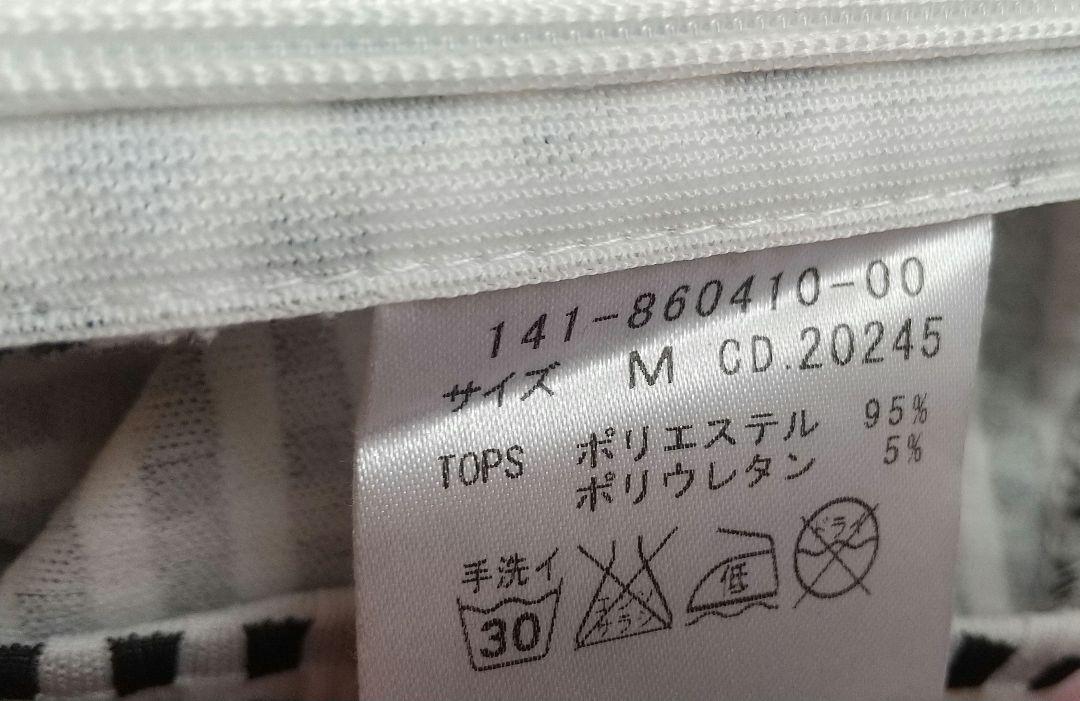 141-860410-00
サイズ M CD.20245
TOPS ポリエステル 95%
ポリウレタン 5%
手洗イ
30
エンソ
サラシ
低
ドライ